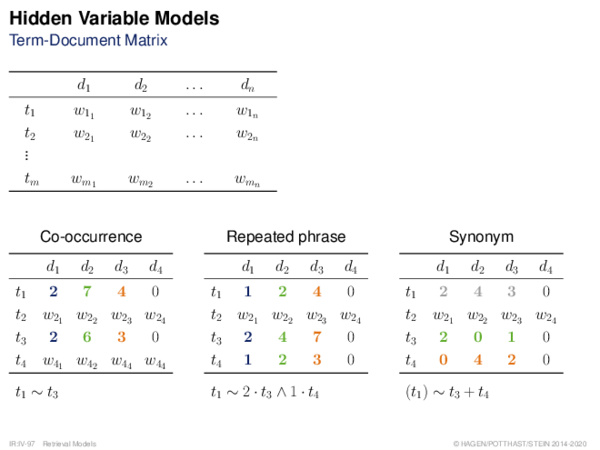 Hidden Variable Models
Term-Document Matrix
d₁ d₂ … dₙ
t₁ w₁₁ w₁₂ … w₁ₙ
t₂ w₂₁ w₂₂ … w₂ₙ
⋮
tₘ wₘ₁ wₘ₂ … wₘₙ
Co-occurrence
d₁ d₂ d₃ d₄
t₁ 2 7 4 0
t₂ w₂₁ w₂₂ w₂₃ w₂₄
t₃ 2 6 3 0
t₄ w₄₁ w₄₂ w₄₄ w₄₄
t₁ ∼ t₃
Repeated phrase
d₁ d₂ d₃ d₄
t₁ 1 2 4 0
t₂ w₂₁ w₂₂ w₂₃ w₂₄
t₃ 2 4 7 0
t₄ 1 2 3 0
t₁ ∼ 2 · t₃ ∧ 1 · t₄
Synonym
d₁ d₂ d₃ d₄
t₁ 2 4 3 0
t₂ w₂₁ w₂₂ w₂₃ w₂₄
t₃ 2 0 1 0
t₄ 0 4 2 0
(t₁) ∼ t₃ + t₄
IR:IV-97 Retrieval Models
© HAGEN/POTTHAST/STEIN 2014-2020